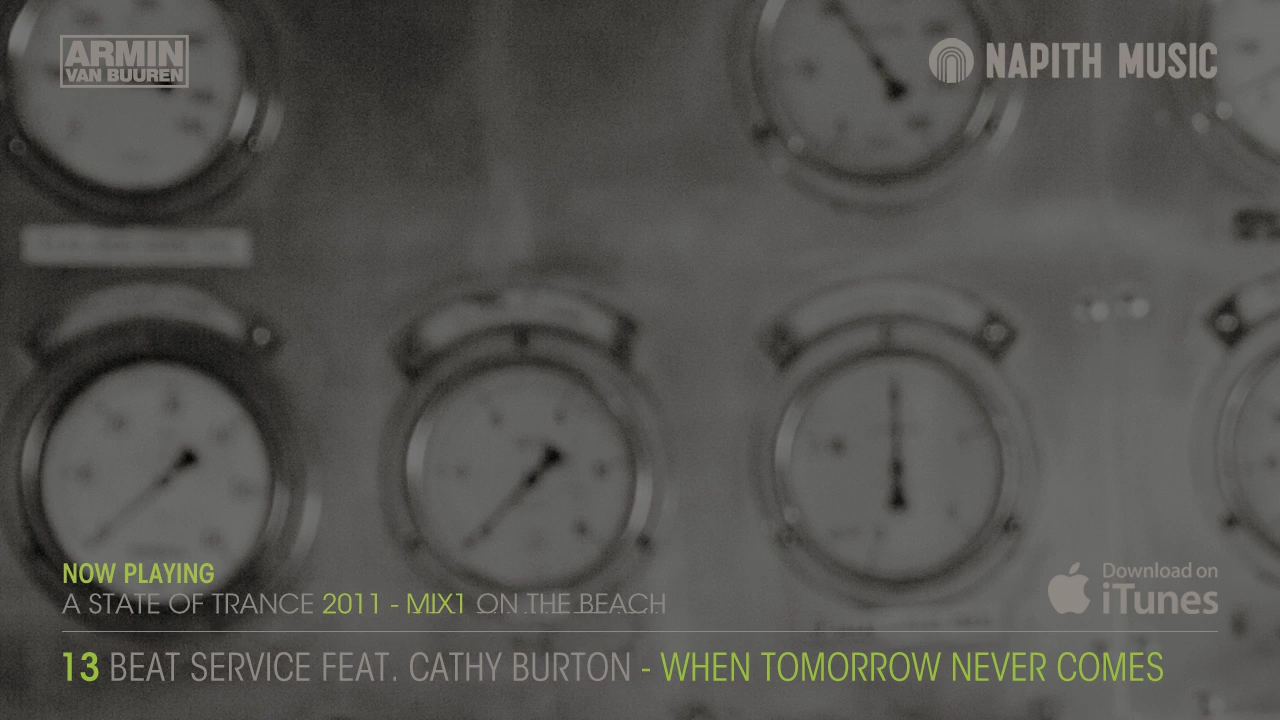 ARMIN
VAN BUUREN
NAPITH MUSIC
NOW PLAYING
A STATE OF TRANCE 2011 - MIX1 ON THE BEACH
Download on
iTunes
13 BEAT SERVICE FEAT. CATHY BURTON - WHEN TOMORROW NEVER COMES